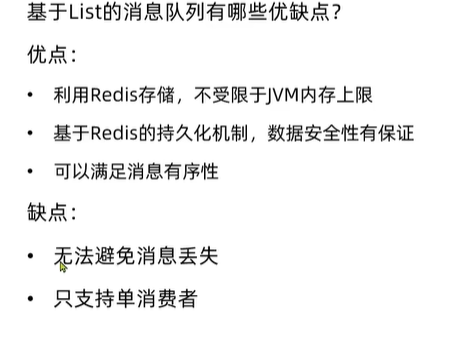 基于List的消息队列有哪些优缺点？
优点：
• 利用Redis存储，不受限于JVM内存上限
• 基于Redis的持久化机制，数据安全性有保证
• 可以满足消息有序性
缺点：
• 无法避免消息丢失
• 只支持单消费者